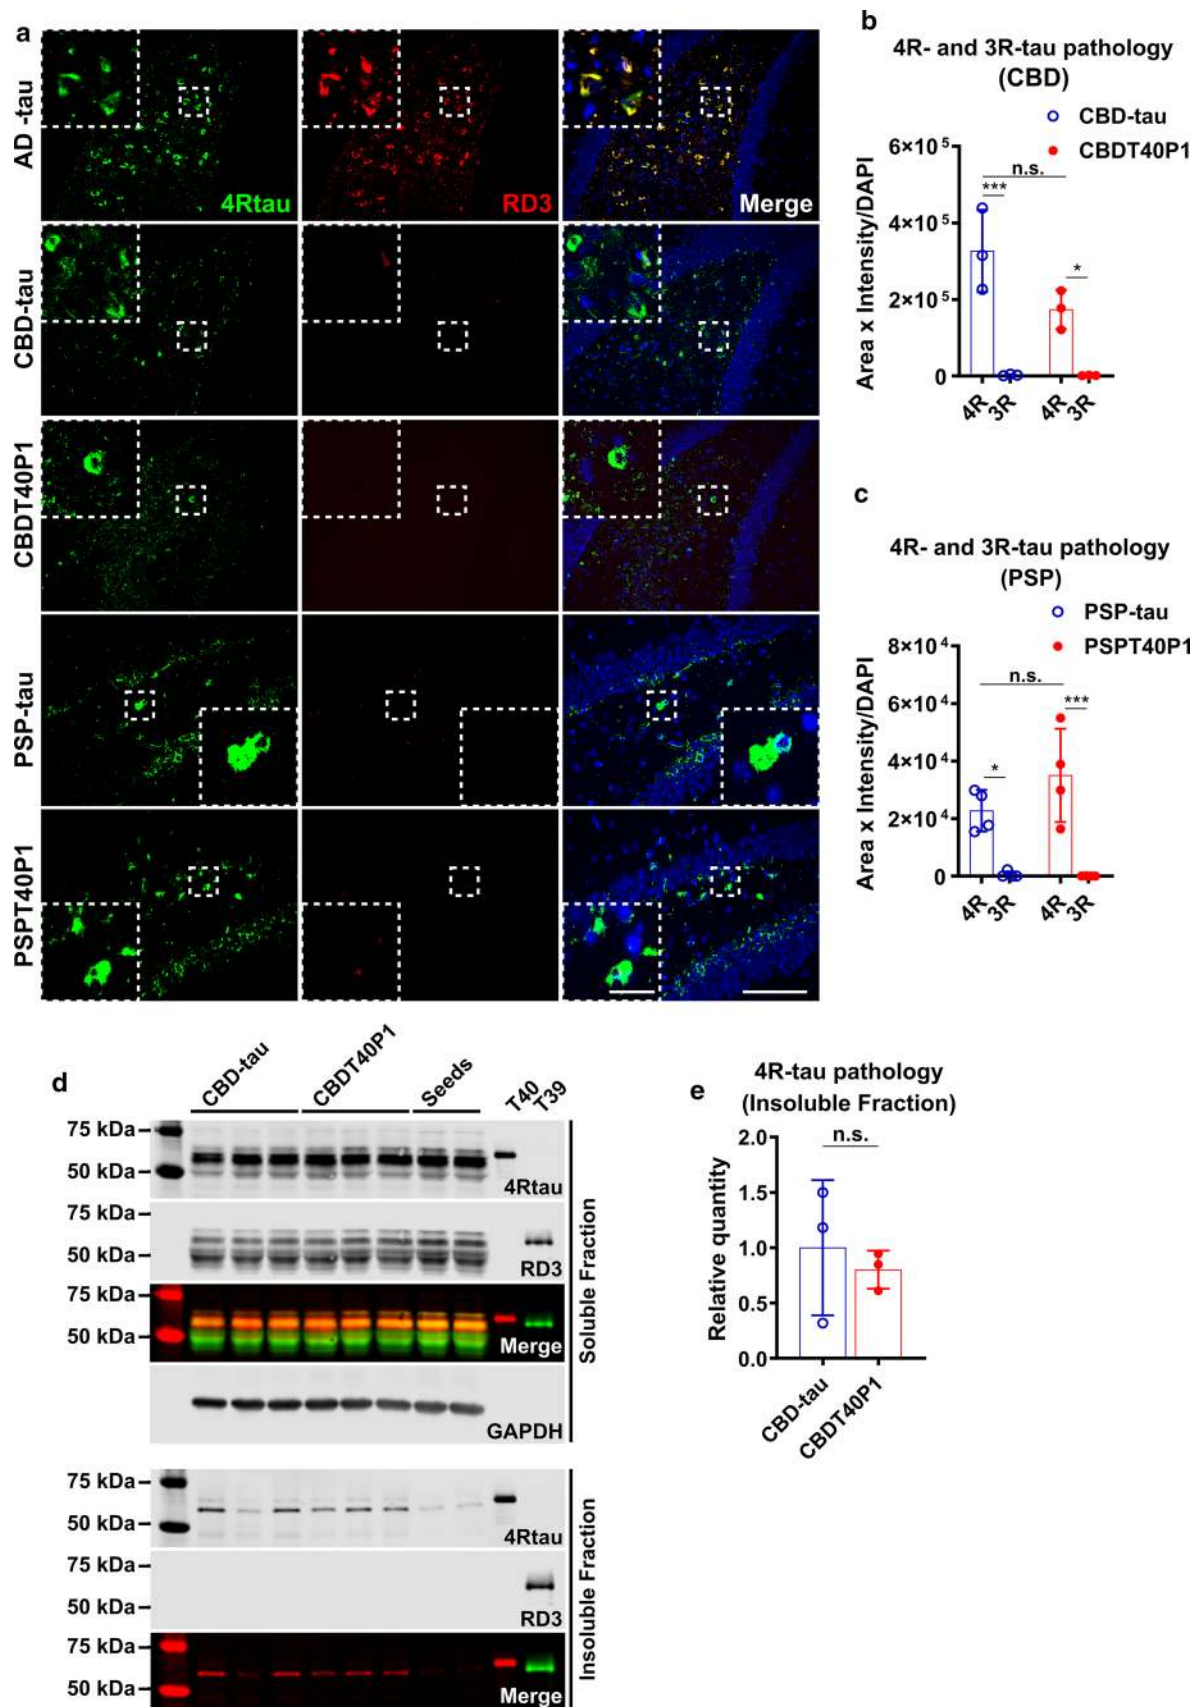 a
AD -tau
4Rtau
RD3
Merge
CBD-tau
CBDT40P1
PSP-tau
PSPT40P1
b
4R- and 3R-tau pathology
(CBD)
CBD-tau
CBDT40P1
Area x Intensity/DAPI
6×10⁵
4×10⁵
2×10⁵
0
n.s.
***
*
4R
3R
4R
3R
c
4R- and 3R-tau pathology
(PSP)
PSP-tau
PSPT40P1
Area x Intensity/DAPI
8×10⁴
6×10⁴
4×10⁴
2×10⁴
0
n.s.
***
*
4R
3R
4R
3R
d
CBD-tau
CBDT40P1
Seeds
T40
T39
75 kDa
50 kDa
4Rtau
75 kDa
50 kDa
RD3
75 kDa
50 kDa
Merge
GAPDH
Soluble Fraction
75 kDa
50 kDa
4Rtau
75 kDa
50 kDa
RD3
75 kDa
50 kDa
Merge
Insoluble Fraction
e
4R-tau pathology
(Insoluble Fraction)
Relative quantity
2.0
1.5
1.0
0.5
0.0
n.s.
CBD-tau
CBDT40P1